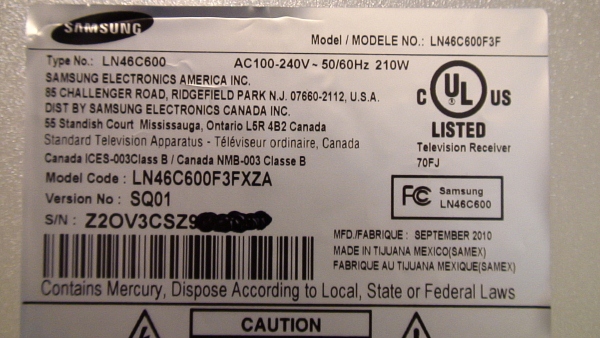 SAMSUNG
Model / MODELE NO.: LN46C600F3F
Type No.: LN46C600 AC100-240V ~ 50/60Hz 210W
SAMSUNG ELECTRONICS AMERICA INC.
85 CHALLENGER ROAD, RIDGEFIELD PARK N.J. 07660-2112, U.S.A.
DIST BY SAMSUNG ELECTRONICS CANADA INC.
55 Standish Court Mississauga, Ontario L5R 4B2 Canada
Standard Television Apparatus - Téléviseur ordinaire, Canada
Canada ICES-003Class B / Canada NMB-003 Classe B
C UL US
®
LISTED
Television Receiver
70FJ
Model Code : LN46C600F3FXZA
Version No : SQ01
S/N : Z2OV3CSZ9
FC Samsung
LN46C600
MFD./FABRIQUE : SEPTEMBER 2010
MADE IN TIJUANA MEXICO(SAMEX)
FABRIQUE AU TIJUANA MEXIQUE(SAMEX)
Contains Mercury, Dispose According to Local, State or Federal Laws
CAUTION